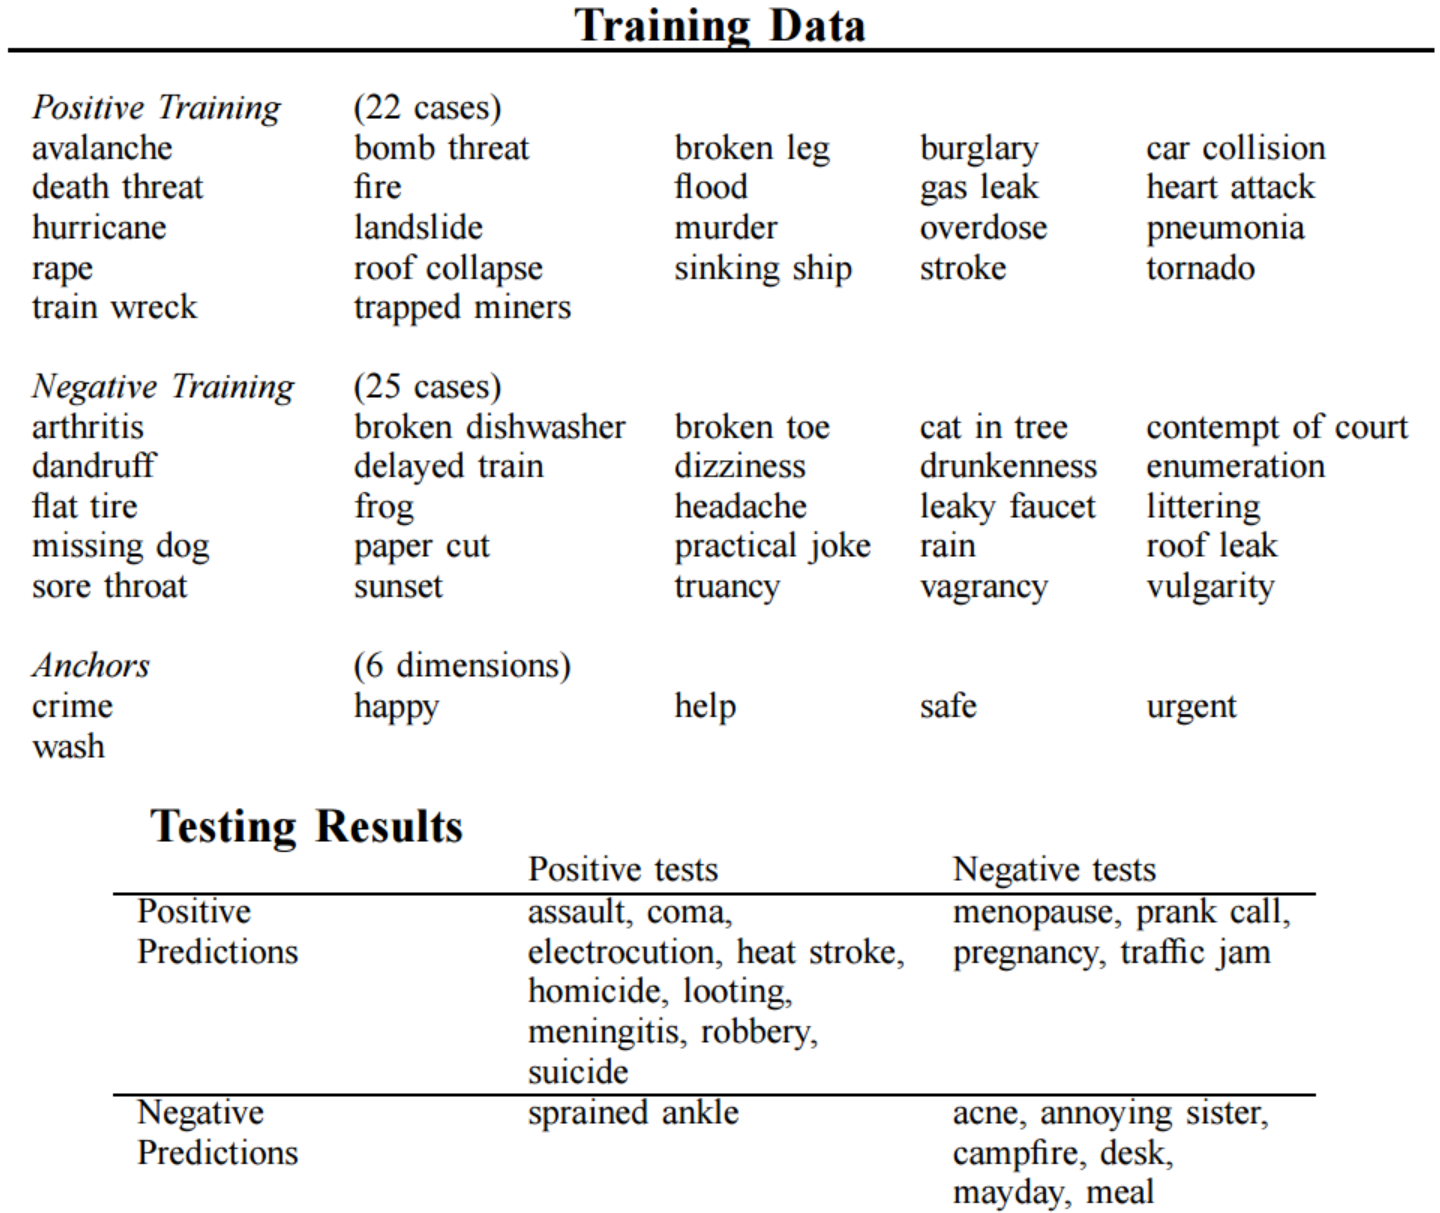 Training Data
Positive Training (22 cases)
avalanche bomb threat broken leg burglary car collision
death threat fire flood gas leak heart attack
hurricane landslide murder overdose pneumonia
rape roof collapse sinking ship stroke tornado
train wreck trapped miners
Negative Training (25 cases)
arthritis broken dishwasher broken toe cat in tree contempt of court
dandruff delayed train dizziness drunkenness enumeration
flat tire frog headache leaky faucet littering
missing dog paper cut practical joke rain roof leak
sore throat sunset truancy vagrancy vulgarity
Anchors (6 dimensions)
crime happy help safe urgent
wash
Testing Results
Positive tests Negative tests
Positive assault, coma, menopause, prank call,
Predictions electrocution, heat stroke, pregnancy, traffic jam
homicide, looting,
meningitis, robbery,
suicide
Negative sprained ankle acne, annoying sister,
Predictions campfire, desk,
mayday, meal